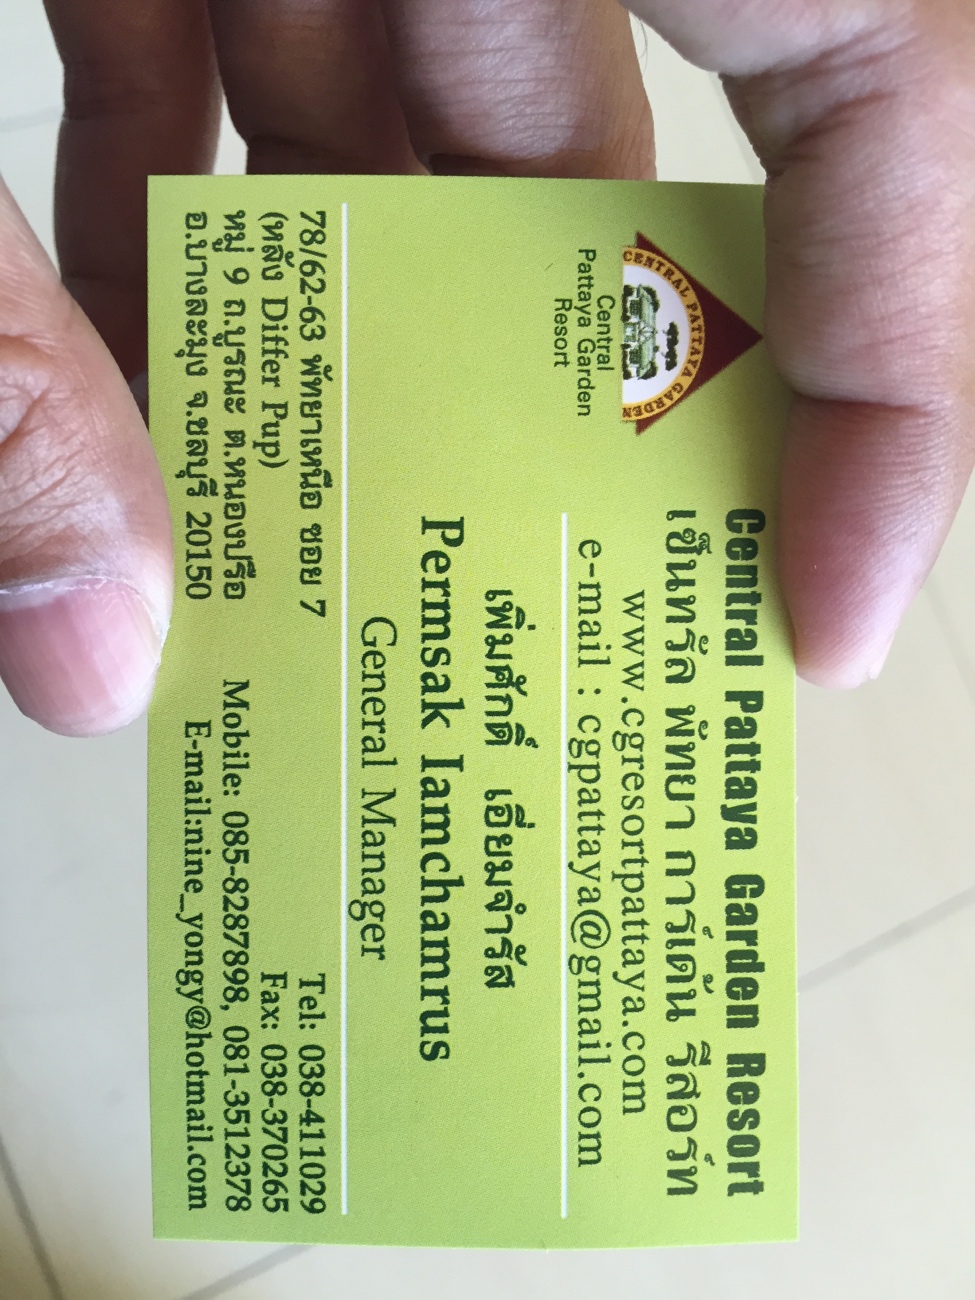 Central Pattaya Garden Resort
เซ็นทรัล พัทยา การ์เด้น รีสอร์ท
www.cgresortpattaya.com
e-mail : cgpattaya@gmail.com
CENTRAL PATTAYA GARDEN
Central
Pattaya Garden
Resort
เพิ่มศักดิ์ เอี่ยมจำรัส
Permsak Iamchamrus
General Manager
78/62-63 พัทยาเหนือ ซอย 7
(หลัง Differ Pup)
หมู่ 9 ถ.บูรณะ ต.หนองปรือ
อ.บางละมุง จ.ชลบุรี 20150
Tel: 038-411029
Fax: 038-370265
Mobile: 085-8287898, 081-3512378
E-mail:nine_yongy@hotmail.com